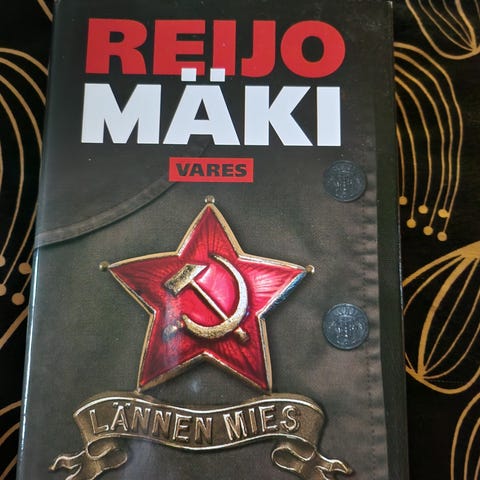 REIJO
MÄKI
VARES
LÄNNEN MIES